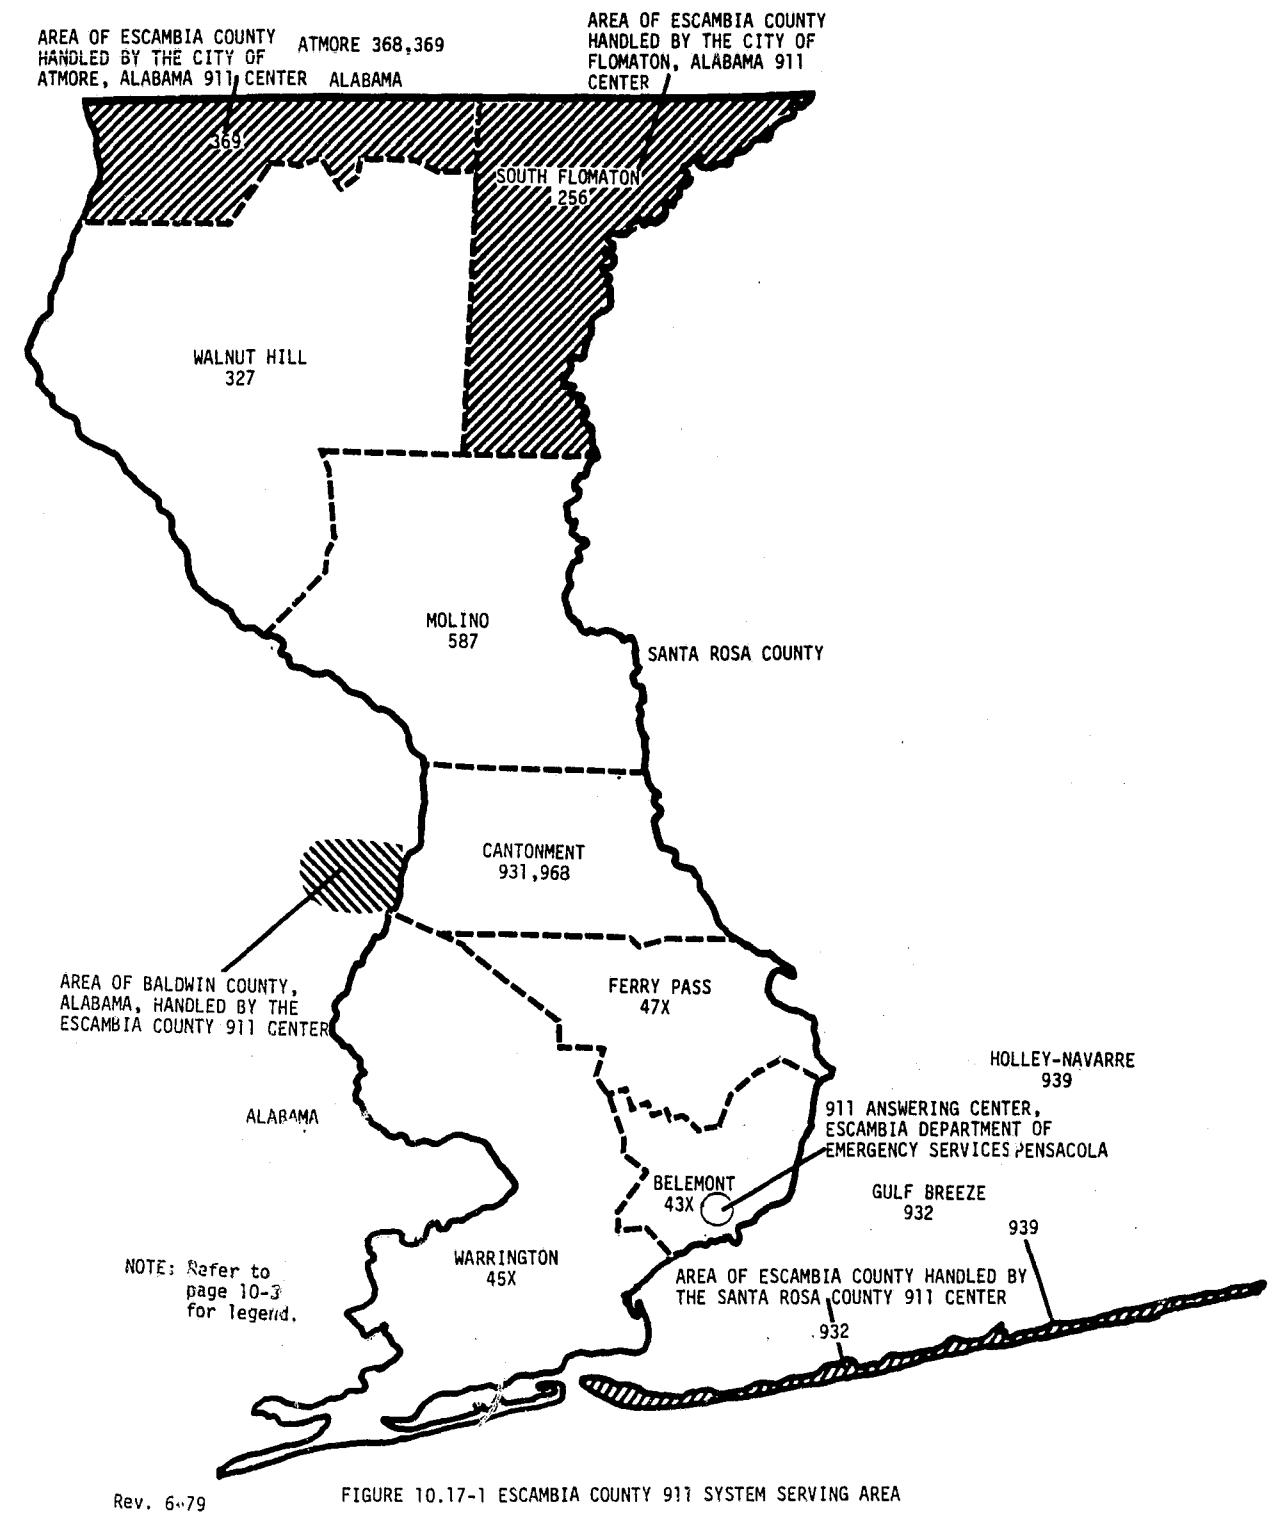 AREA OF ESCAMBIA COUNTY
HANDLED BY THE CITY OF
ATMORE, ALABAMA 911 CENTER
ATMORE 368,369
ALABAMA
AREA OF ESCAMBIA COUNTY
HANDLED BY THE CITY OF
FLOMATON, ALABAMA 911
CENTER
369
SOUTH FLOMATON
256
WALNUT HILL
327
MOLINO
587
SANTA ROSA COUNTY
CANTONMENT
931,968
AREA OF BALDWIN COUNTY,
ALABAMA, HANDLED BY THE
ESCAMBIA COUNTY 911 CENTER
FERRY PASS
47X
HOLLEY-NAVARRE
939
ALABAMA
911 ANSWERING CENTER,
ESCAMBIA DEPARTMENT OF
EMERGENCY SERVICES PENSACOLA
BELEMONT
43X
GULF BREEZE
932
939
WARRINGTON
45X
NOTE: Refer to
page 10-3
for legend.
AREA OF ESCAMBIA COUNTY HANDLED BY
THE SANTA ROSA COUNTY 911 CENTER
932
FIGURE 10.17-1 ESCAMBIA COUNTY 911 SYSTEM SERVING AREA
Rev. 6-79